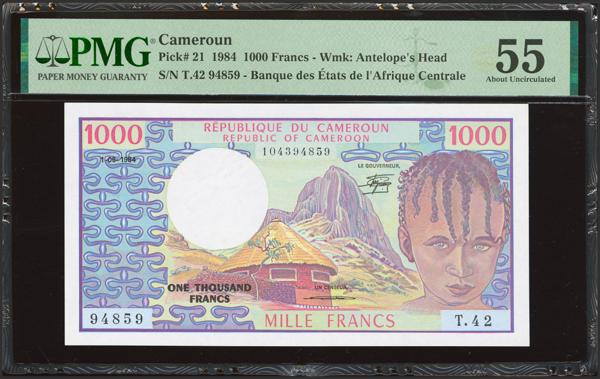 PMG
PAPER MONEY GUARANTY
Cameroun
Pick# 21 1984 1000 Francs - Wmk: Antelope's Head
S/N T.42 94859 - Banque des États de l'Afrique Centrale
55
About Uncirculated
1000
RÉPUBLIQUE DU CAMEROUN
REPUBLIC OF CAMEROON
1000
104394859
1-06-1984
LE GOUVERNEUR,
ONE THOUSAND
FRANCS
UN CENSEUR,
94859
MILLE FRANCS
T.42